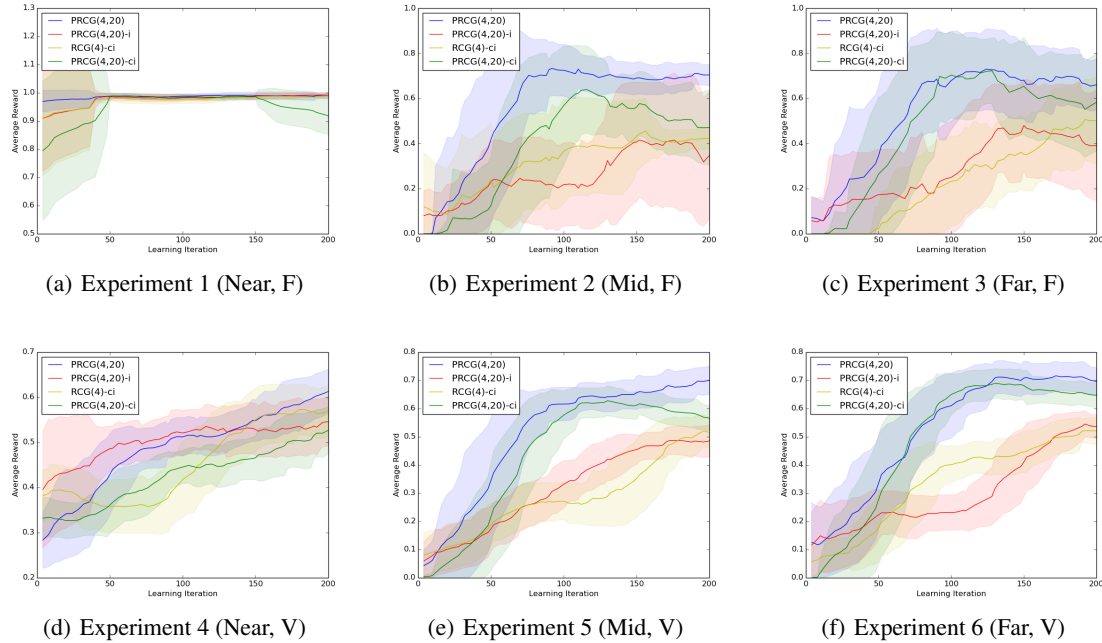 1.3
1.2
1.1
1.0
0.9
0.8
0.7
0.6
0.5
Average Reward
PRCG(4,20)
PRCG(4,20)-i
RCG(4)-ci
PRCG(4,20)-ci
0 50 100 150 200
Learning Iteration
(a) Experiment 1 (Near, F)
1.0
0.8
0.6
0.4
0.2
0.0
Average Reward
PRCG(4,20)
PRCG(4,20)-i
RCG(4)-ci
PRCG(4,20)-ci
0 50 100 150 200
Learning Iteration
(b) Experiment 2 (Mid, F)
1.0
0.8
0.6
0.4
0.2
0.0
Average Reward
PRCG(4,20)
PRCG(4,20)-i
RCG(4)-ci
PRCG(4,20)-ci
0 50 100 150 200
Learning Iteration
(c) Experiment 3 (Far, F)
0.7
0.6
0.5
0.4
0.3
0.2
Average Reward
PRCG(4,20)
PRCG(4,20)-i
RCG(4)-ci
PRCG(4,20)-ci
0 50 100 150 200
Learning Iteration
(d) Experiment 4 (Near, V)
0.8
0.7
0.6
0.5
0.4
0.3
0.2
0.1
0.0
Average Reward
PRCG(4,20)
PRCG(4,20)-i
RCG(4)-ci
PRCG(4,20)-ci
0 50 100 150 200
Learning Iteration
(e) Experiment 5 (Mid, V)
0.8
0.7
0.6
0.5
0.4
0.3
0.2
0.1
0.0
Average Reward
PRCG(4,20)
PRCG(4,20)-i
RCG(4)-ci
PRCG(4,20)-ci
0 50 100 150 200
Learning Iteration
(f) Experiment 6 (Far, V)